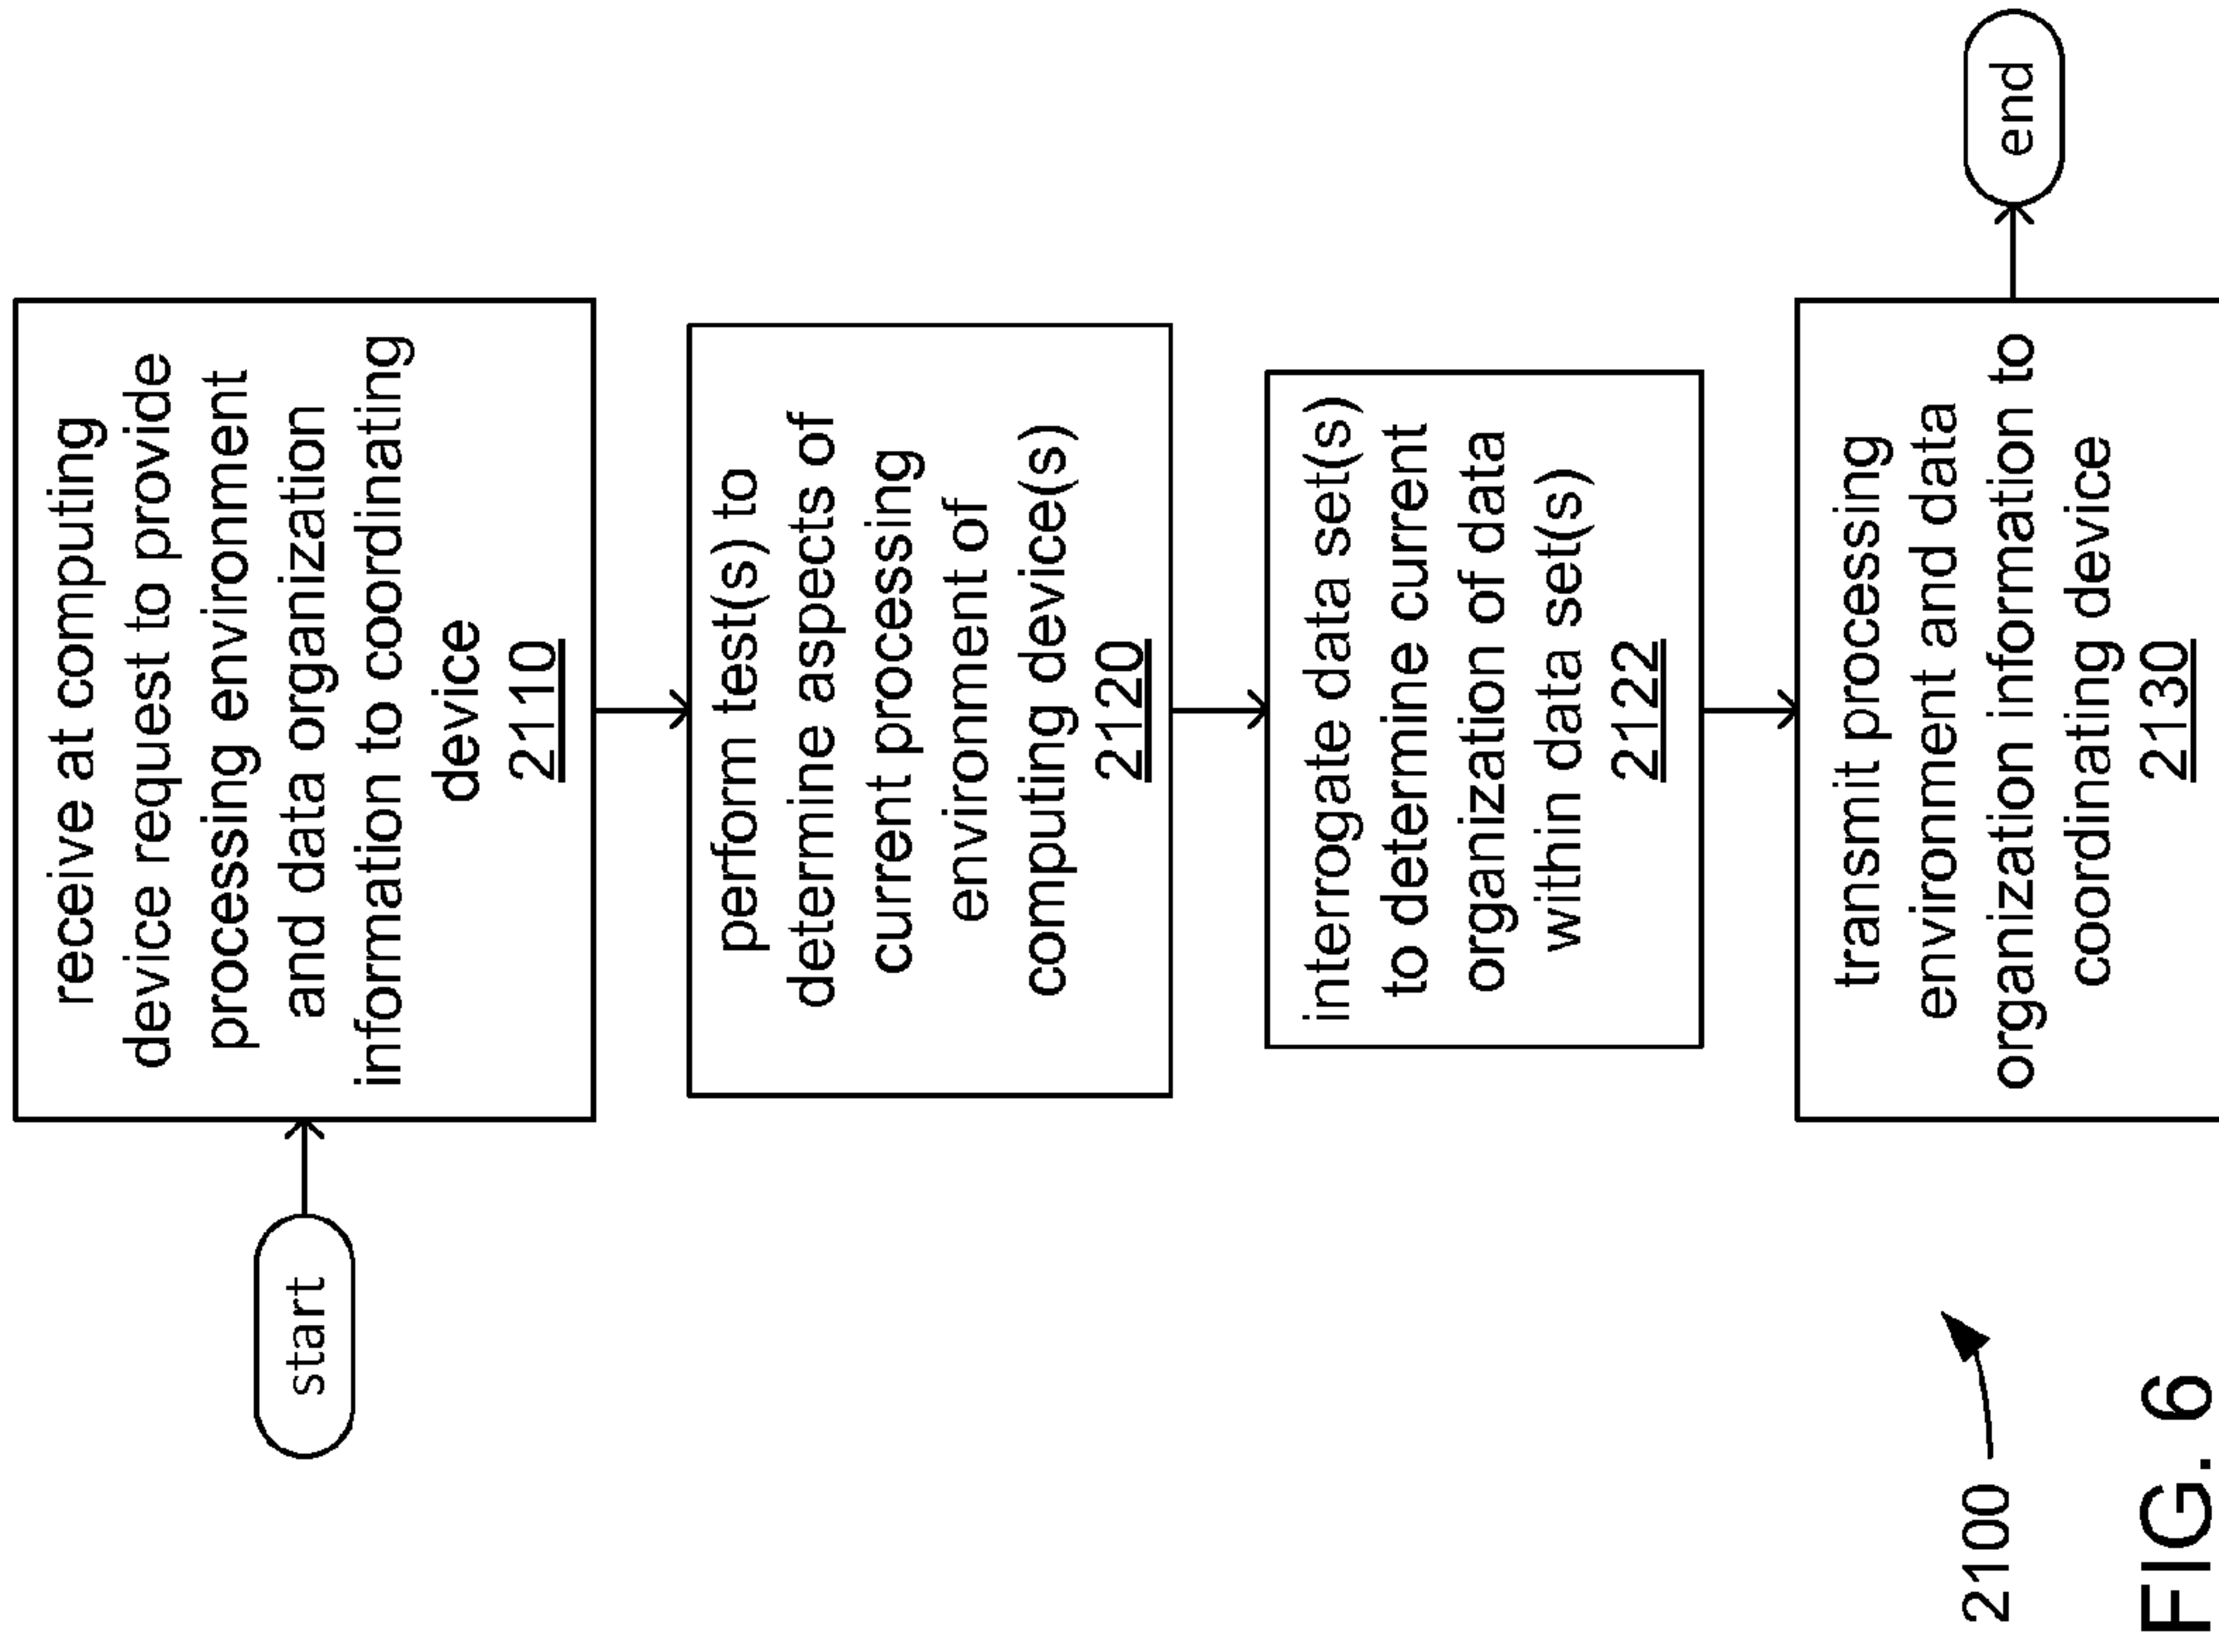 start
receive at computing
device request to provide
processing environment
and data organization
information to coordinating
device
2110
perform test(s) to
determine aspects of
current processing
environment of
computing device(s)
2120
interrogate data set(s)
to determine current
organization of data
within data set(s)
2122
transmit processing
environment and data
organization information to
coordinating device
2130
end
2100
FIG. 6